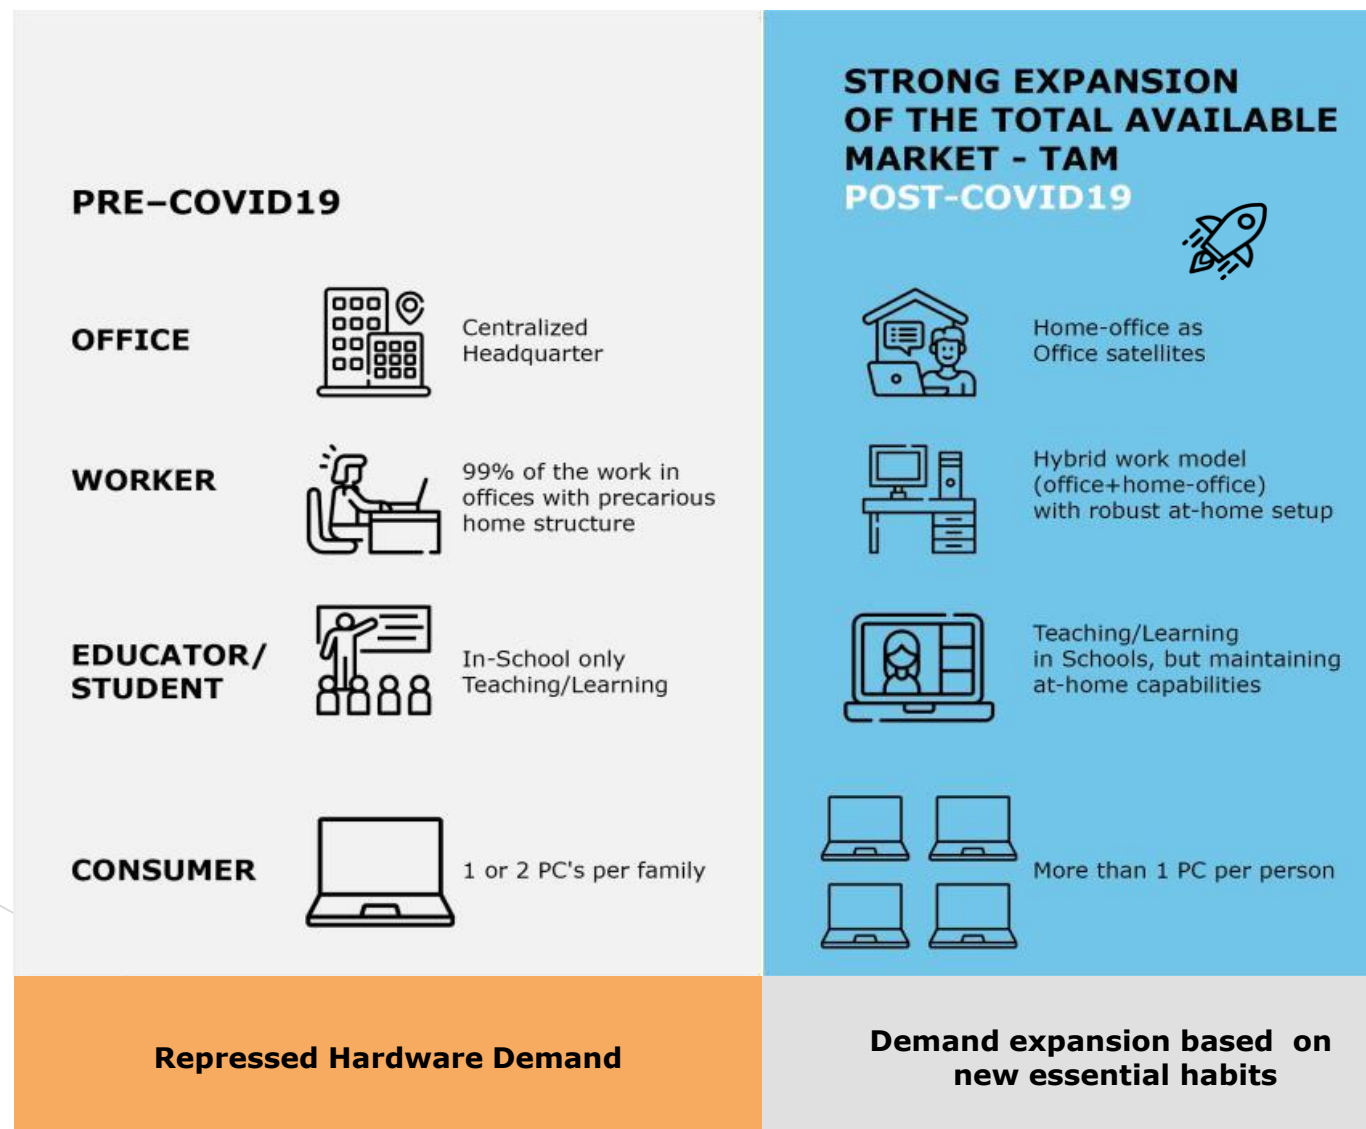 PRE–COVID19
STRONG EXPANSION
OF THE TOTAL AVAILABLE
MARKET - TAM
POST-COVID19
OFFICE
Centralized
Headquarter
Home-office as
Office satellites
WORKER
99% of the work in
offices with precarious
home structure
Hybrid work model
(office+home-office)
with robust at-home setup
EDUCATOR/
STUDENT
In-School only
Teaching/Learning
Teaching/Learning
in Schools, but maintaining
at-home capabilities
CONSUMER
1 or 2 PC's per family
More than 1 PC per person
Repressed Hardware Demand
Demand expansion based on
new essential habits